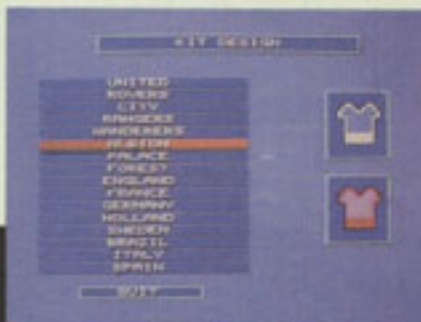 KIT DESIGN
UNITED
ROVERS
CITY
RANGERS
WANDERERS
ALBION
PALACE
FOREST
ENGLAND
FRANCE
GERMANY
HOLLAND
SWEDEN
BRAZIL
ITALY
SPAIN
QUIT